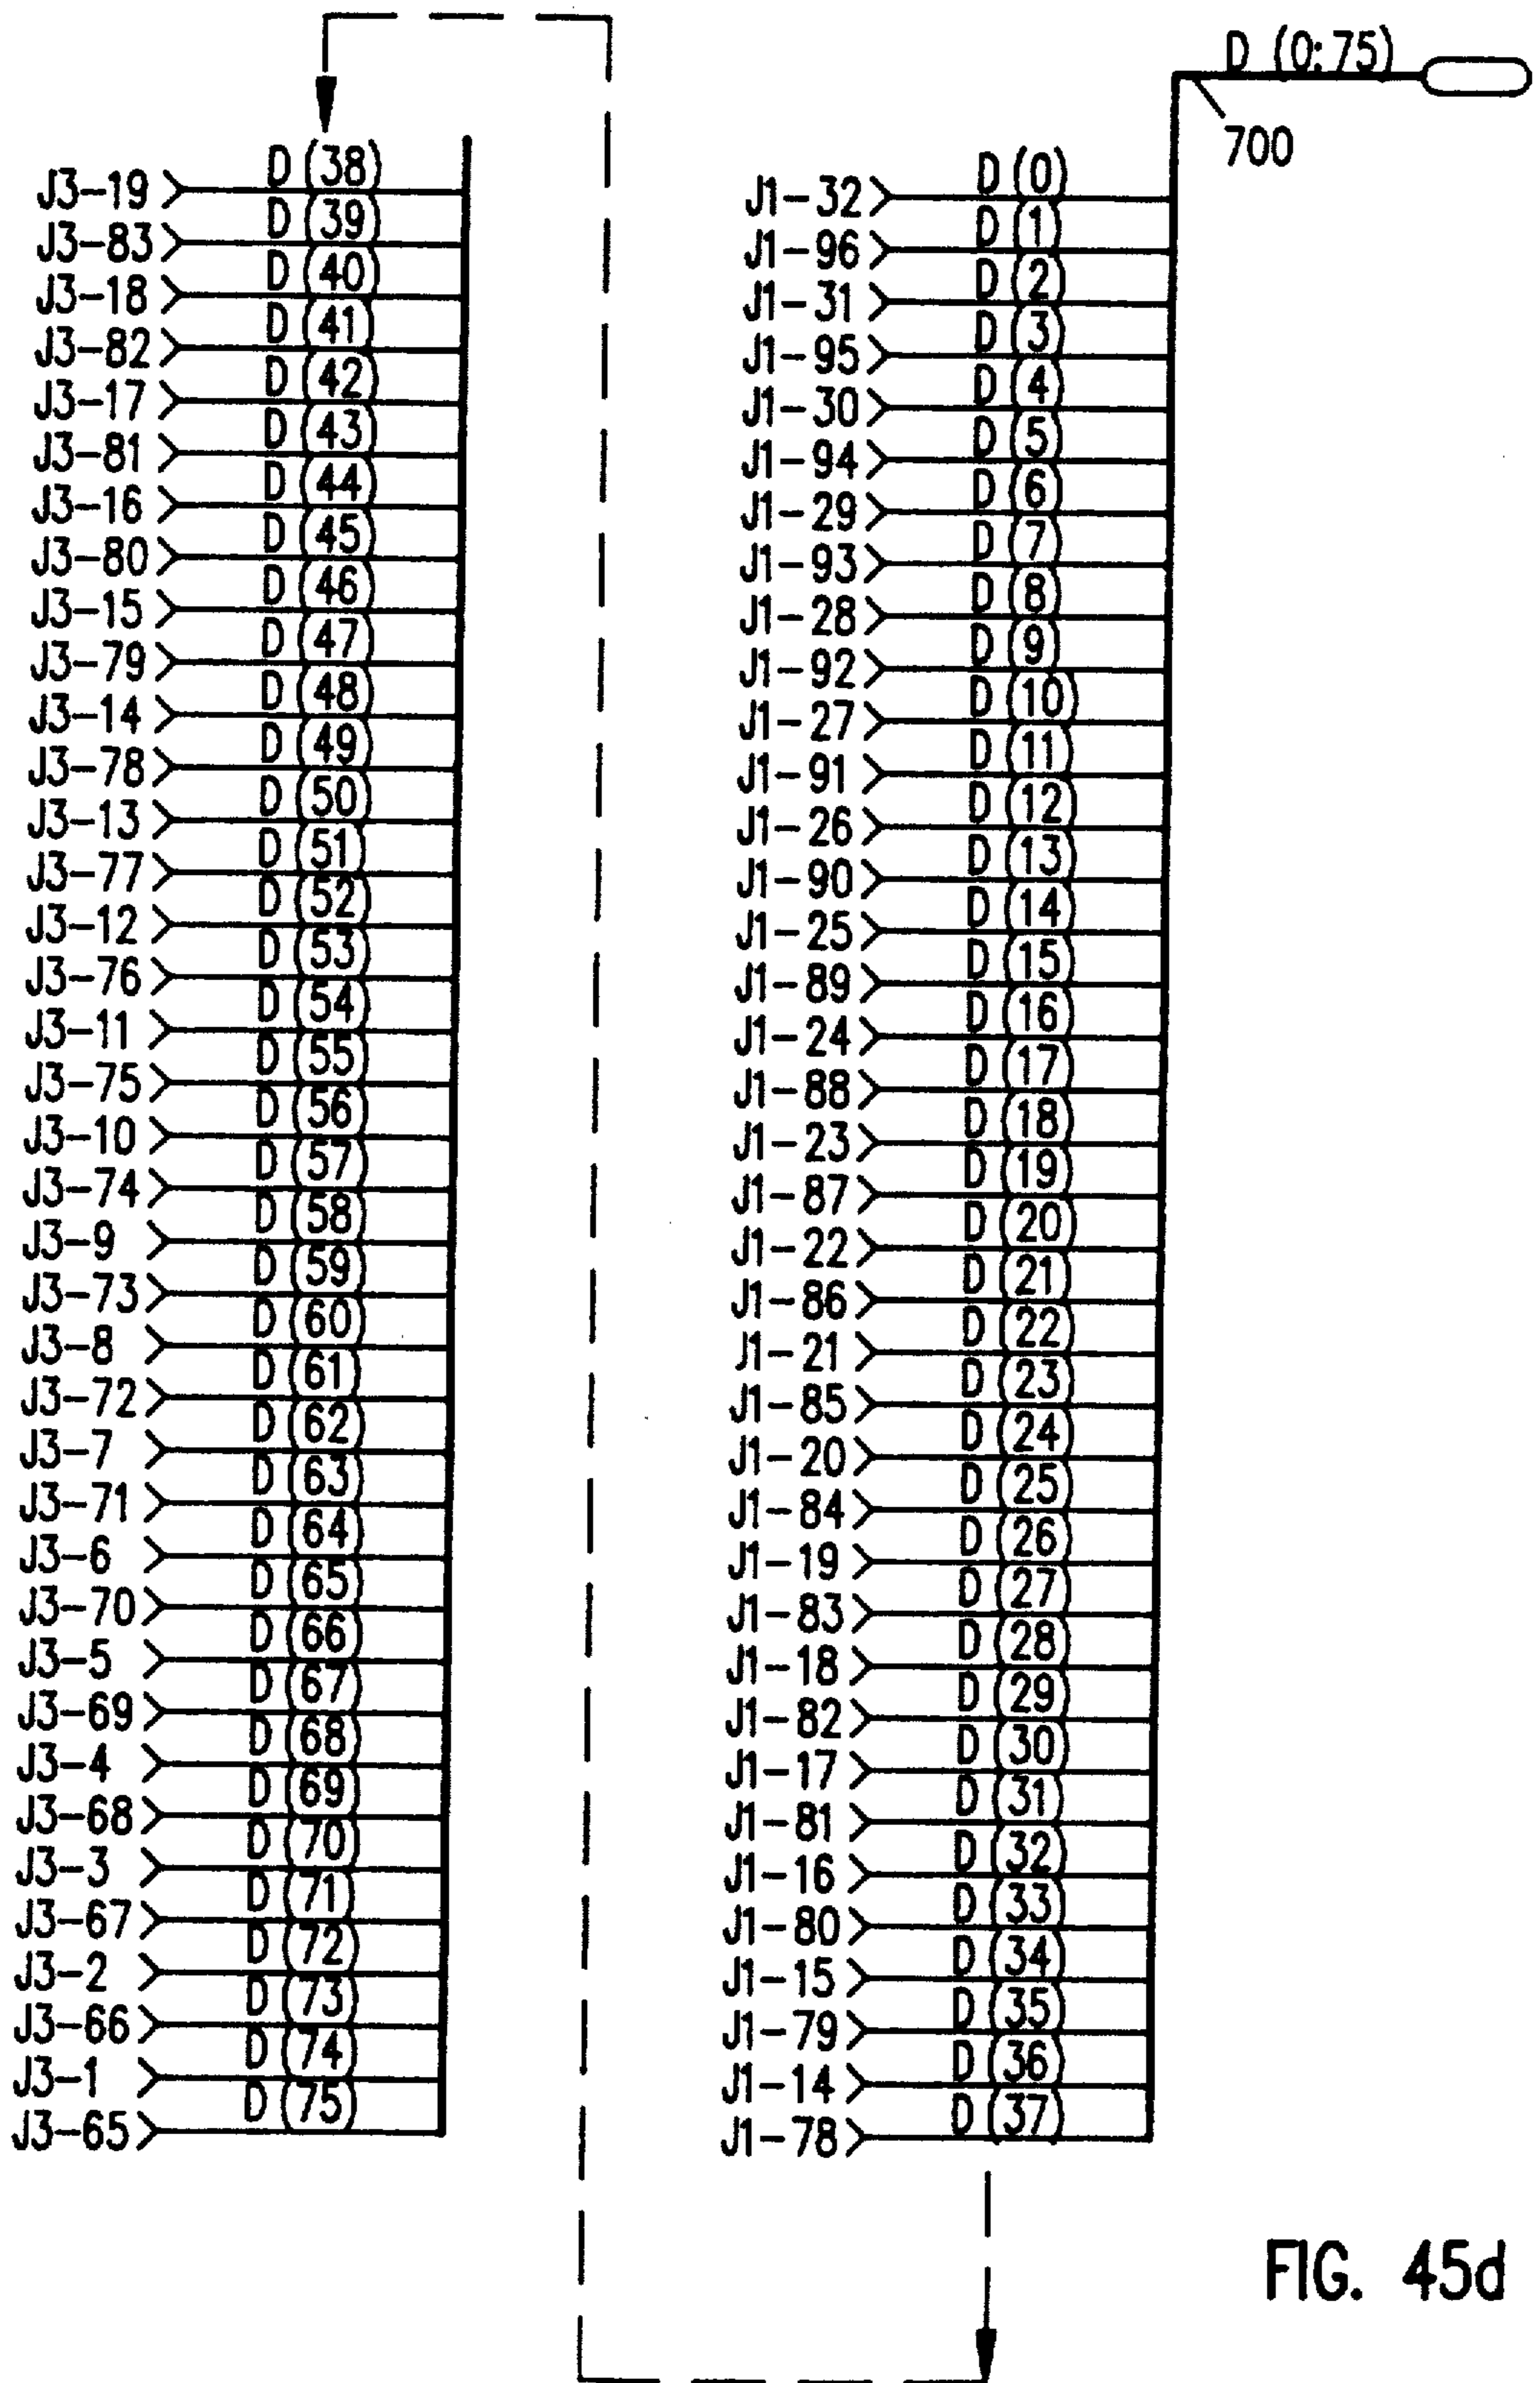 D (0:75)
700
J3-19 D (38)
J3-83 D (39)
J3-18 D (40)
J3-82 D (41)
J3-17 D (42)
J3-81 D (43)
J3-16 D (44)
J3-80 D (45)
J3-15 D (46)
J3-79 D (47)
J3-14 D (48)
J3-78 D (49)
J3-13 D (50)
J3-77 D (51)
J3-12 D (52)
J3-76 D (53)
J3-11 D (54)
J3-75 D (55)
J3-10 D (56)
J3-74 D (57)
J3-9 D (58)
J3-73 D (59)
J3-8 D (60)
J3-72 D (61)
J3-7 D (62)
J3-71 D (63)
J3-6 D (64)
J3-70 D (65)
J3-5 D (66)
J3-69 D (67)
J3-4 D (68)
J3-68 D (69)
J3-3 D (70)
J3-67 D (71)
J3-2 D (72)
J3-66 D (73)
J3-1 D (74)
J3-65 D (75)
J1-32 D (0)
J1-96 D (1)
J1-31 D (2)
J1-95 D (3)
J1-30 D (4)
J1-94 D (5)
J1-29 D (6)
J1-93 D (7)
J1-28 D (8)
J1-92 D (9)
J1-27 D (10)
J1-91 D (11)
J1-26 D (12)
J1-90 D (13)
J1-25 D (14)
J1-89 D (15)
J1-24 D (16)
J1-88 D (17)
J1-23 D (18)
J1-87 D (19)
J1-22 D (20)
J1-86 D (21)
J1-21 D (22)
J1-85 D (23)
J1-20 D (24)
J1-84 D (25)
J1-19 D (26)
J1-83 D (27)
J1-18 D (28)
J1-82 D (29)
J1-17 D (30)
J1-81 D (31)
J1-16 D (32)
J1-80 D (33)
J1-15 D (34)
J1-79 D (35)
J1-14 D (36)
J1-78 D (37)
FIG. 45d